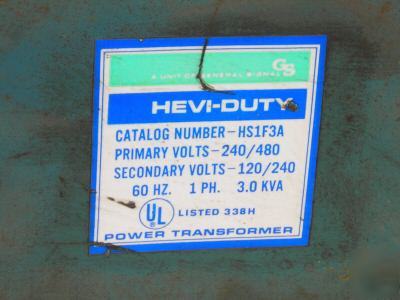 GS
A UNIT OF GENERAL SIGNAL
HEVI-DUTY
CATALOG NUMBER-HS1F3A
PRIMARY VOLTS-240/480
SECONDARY VOLTS-120/240
60 HZ. 1 PH. 3.0 KVA
UL LISTED 338H
POWER TRANSFORMER